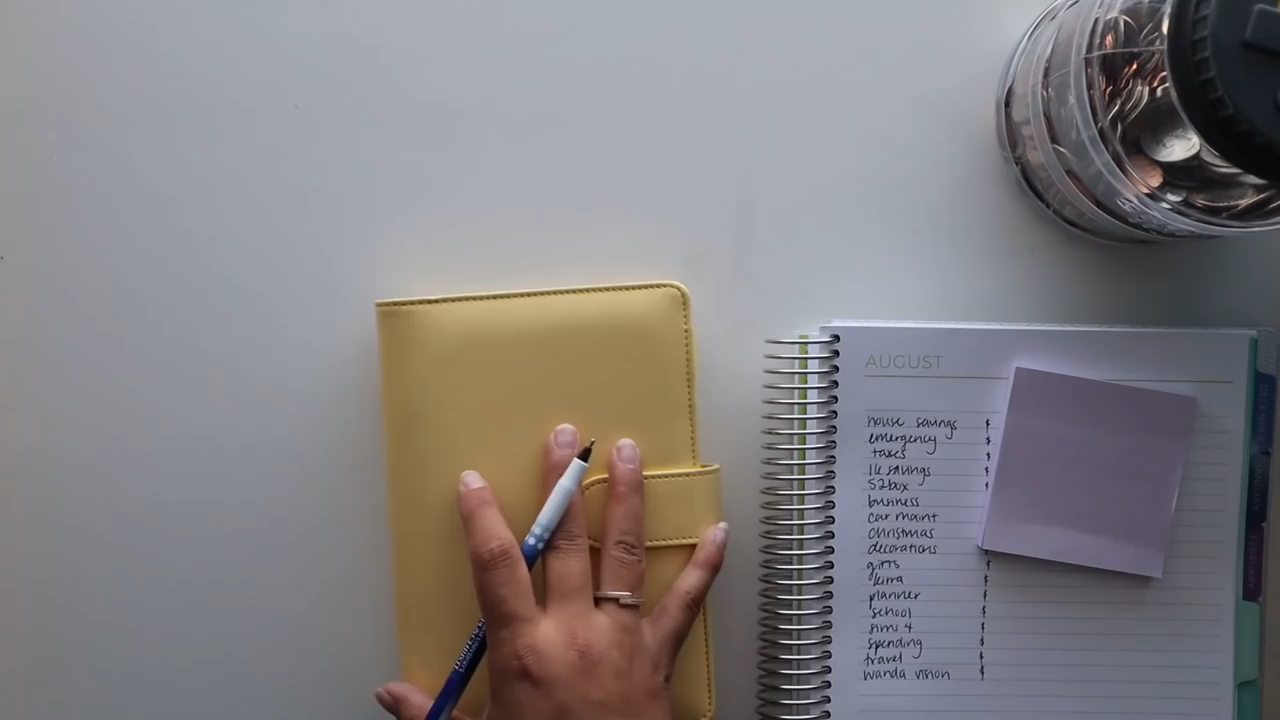 AUGUST
house savings $
emergency $
taxes $
1k savings $
52box $
business
car maint
christmas
decorations
gifts $
kirra $
planner $
school $
sims 4 $
spending $
travel $
wanda vision $